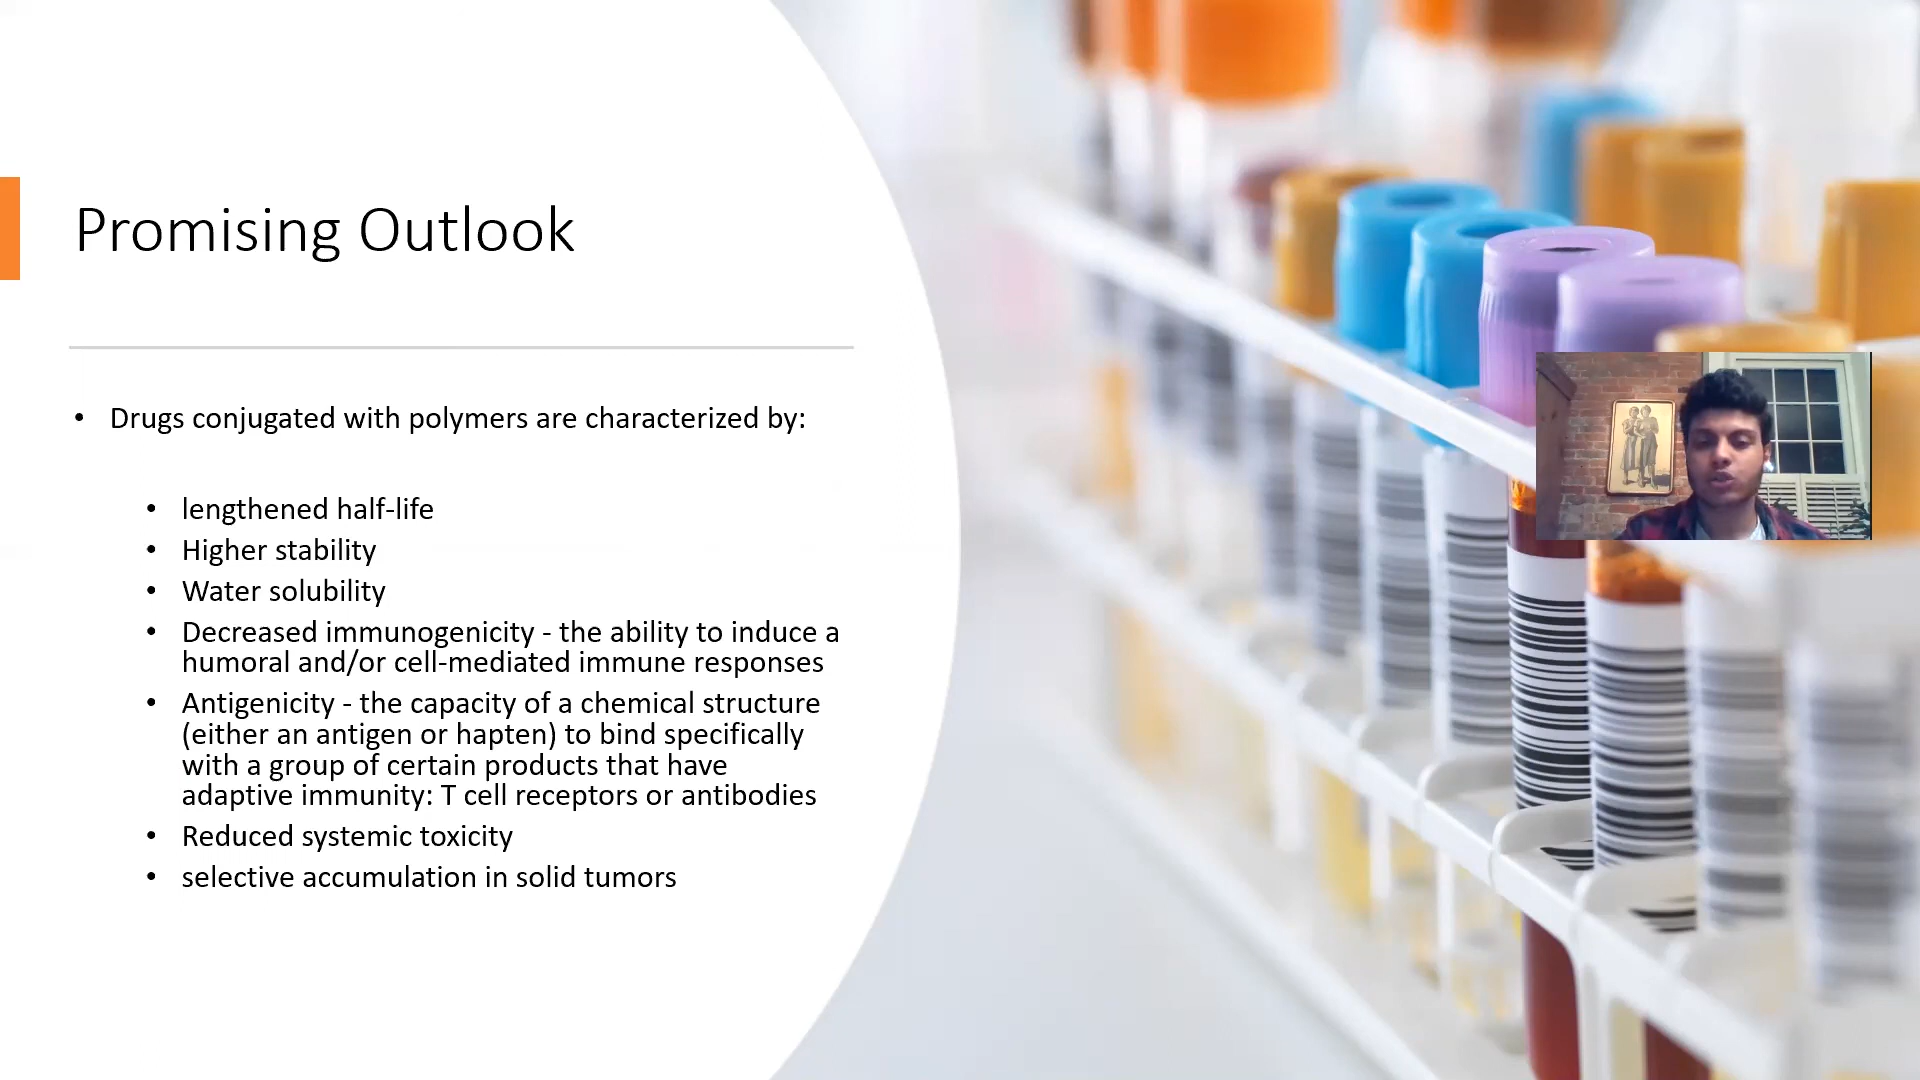 Promising Outlook
• Drugs conjugated with polymers are characterized by:
• lengthened half-life
• Higher stability
• Water solubility
• Decreased immunogenicity - the ability to induce a
humoral and/or cell-mediated immune responses
• Antigenicity - the capacity of a chemical structure
(either an antigen or hapten) to bind specifically
with a group of certain products that have
adaptive immunity: T cell receptors or antibodies
• Reduced systemic toxicity
• selective accumulation in solid tumors